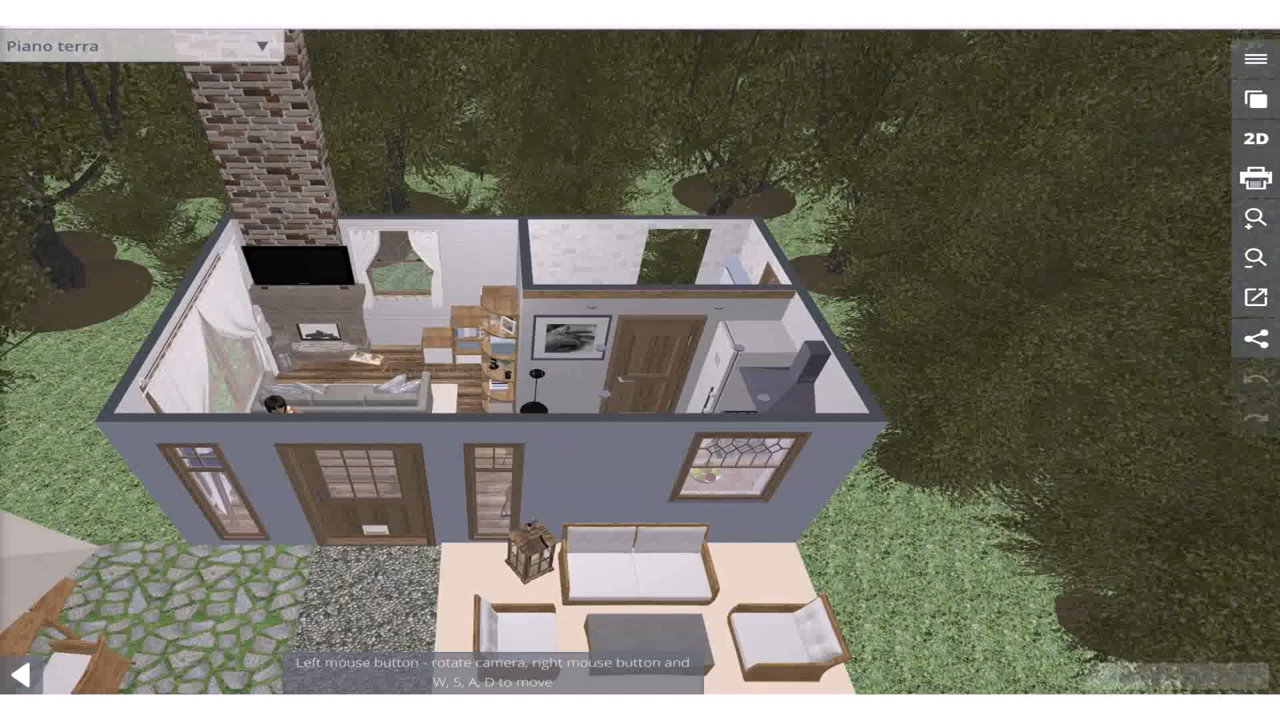 Piano terra
2D
Left mouse button - rotate camera, right mouse button and
W, S, A, D to move